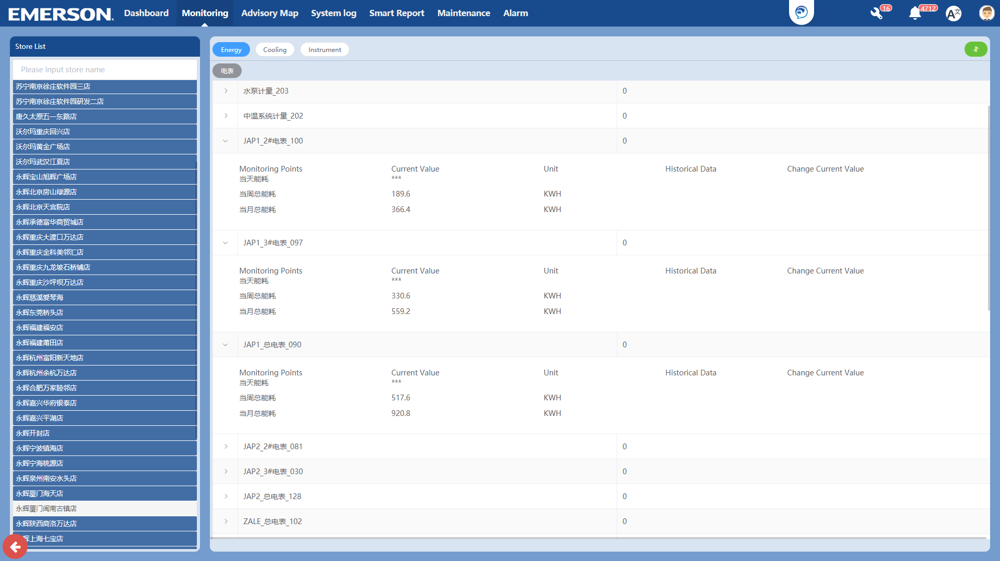 EMERSON.
Dashboard
Monitoring
Advisory Map
System log
Smart Report
Maintenance
Alarm
16
4712
A文
Store List
Please input store name
苏宁南京徐庄软件园三店
苏宁南京徐庄软件园研发二店
唐久太原五一东路店
沃尔玛重庆回兴店
沃尔玛黄金广场店
沃尔玛武汉江夏店
永辉宝山旭辉广场店
永辉北京房山绿源店
永辉北京天宫院店
永辉承德富华商贸城店
永辉重庆大渡口万达店
永辉重庆金科美邻汇店
永辉重庆九龙坡石桥铺店
永辉重庆沙坪坝万达店
永辉慈溪爱琴海
永辉东莞桥头店
永辉福建福安店
永辉福建莆田店
永辉杭州富阳新天地店
永辉杭州余杭万达店
永辉合肥万家睦邻店
永辉嘉兴华府银泰店
永辉嘉兴平湖店
永辉开封店
永辉宁波镇海店
永辉宁海桃源店
永辉泉州南安水头店
永辉厦门海天店
永辉厦门闽南古镇店
永辉陕西商洛万达店
辉上海七宝店
Energy
Cooling
Instrument
电表
水泵计量_203 0
中温系统计量_202 0
JAP1_2#电表_100 0
Monitoring Points Current Value Unit Historical Data Change Current Value
当天能耗 ***
当周总能耗 189.6 KWH
当月总能耗 366.4 KWH
JAP1_3#电表_097 0
Monitoring Points Current Value Unit Historical Data Change Current Value
当天能耗 ***
当周总能耗 330.6 KWH
当月总能耗 559.2 KWH
JAP1_总电表_090 0
Monitoring Points Current Value Unit Historical Data Change Current Value
当天能耗 ***
当周总能耗 517.6 KWH
当月总能耗 920.8 KWH
JAP2_2#电表_081 0
JAP2_3#电表_030 0
JAP2_总电表_128 0
ZALE_总电表_102 0